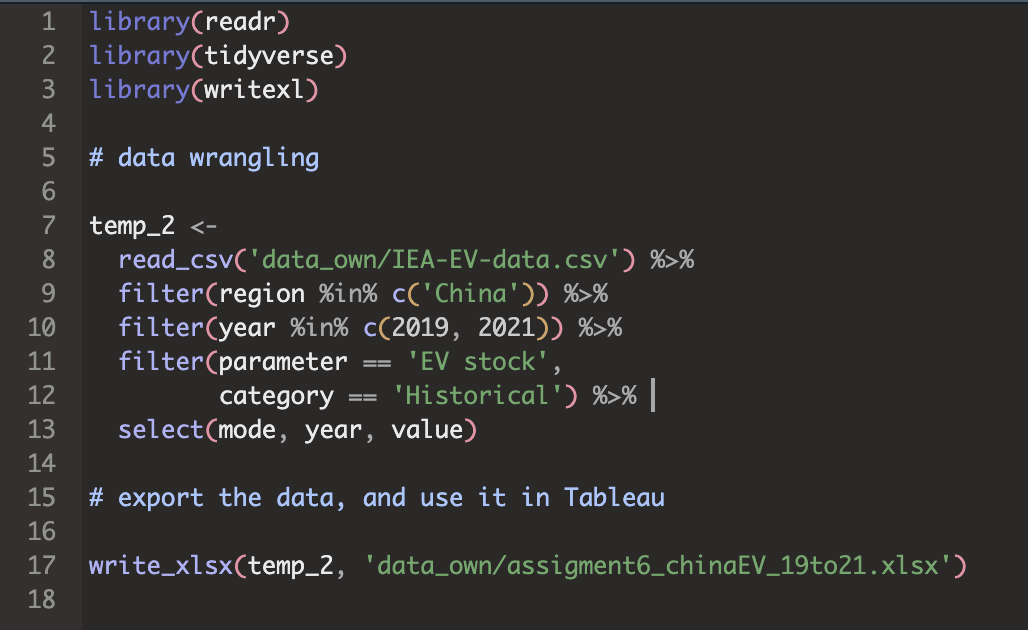 1 library(readr)
2 library(tidyverse)
3 library(writexl)
4
5 # data wrangling
6
7 temp_2 <-
8   read_csv('data_own/IEA-EV-data.csv') %>%
9   filter(region %in% c('China')) %>%
10   filter(year %in% c(2019, 2021)) %>%
11   filter(parameter == 'EV stock',
12          category == 'Historical') %>%
13   select(mode, year, value)
14
15 # export the data, and use it in Tableau
16
17 write_xlsx(temp_2, 'data_own/assigment6_chinaEV_19to21.xlsx')
18